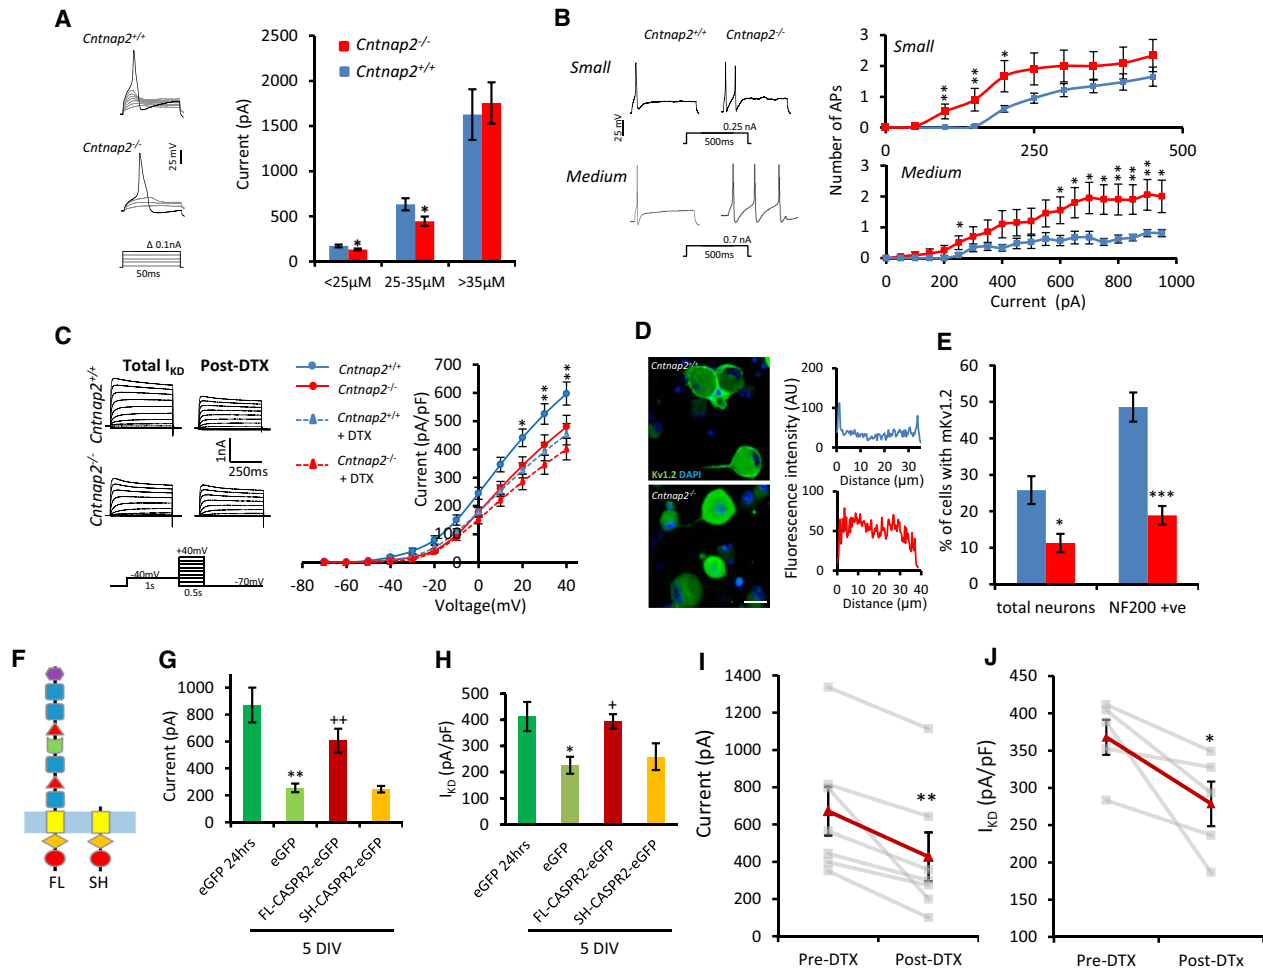 A
Cntnap2+/+
Cntnap2-/-
25 mV
Δ 0.1nA
50ms
Current (pA)
2500
2000
1500
1000
500
0
Cntnap2-/-
Cntnap2+/+
*
*
<25µM
25-35µM
>35µM
B
Cntnap2+/+
Cntnap2-/-
Small
25 mV
0.25 nA
500ms
Medium
0.7 nA
500ms
Number of APs
Small
3
2
1
0
**
**
*
0
250
500
Current (pA)
Medium
3
2
1
0
*
*
*
*
*
**
**
**
*
0
200
400
600
800
1000
Current (pA)
C
Total IKD
Post-DTX
Cntnap2+/+
Cntnap2-/-
1nA
250ms
+40mV
-40mV
-70mV
1s
0.5s
Cntnap2+/+
Cntnap2-/-
Cntnap2+/+
+ DTX
Cntnap2-/-
+ DTX
Current (pA/pF)
700
600
500
400
300
200
100
0
*
**
**
-80
-60
-40
-20
0
20
40
Voltage(mV)
D
Cntnap2+/+
Kv1.2 DAPI
Cntnap2-/-
Fluorescence intensity (AU)
200
100
0
0
10
20
30
Distance (µm)
100
50
0
0
10
20
30
40
Distance (µm)
E
% of cells with mKv1.2
60
50
40
30
20
10
0
*
***
total neurons
NF200 +ve
F
FL
SH
G
Current (pA)
1000
800
600
400
200
0
**
++
eGFP 24hrs
eGFP
FL-CASPR2-eGFP
SH-CASPR2-eGFP
5 DIV
H
IKD (pA/pF)
500
400
300
200
100
0
*
+
eGFP 24hrs
eGFP
FL-CASPR2-eGFP
SH-CASPR2-eGFP
5 DIV
I
Current (pA)
1400
1200
1000
800
600
400
200
0
**
Pre-DTX
Post-DTX
J
IKD (pA/pF)
450
400
350
300
250
200
150
100
*
Pre-DTX
Post-DTx